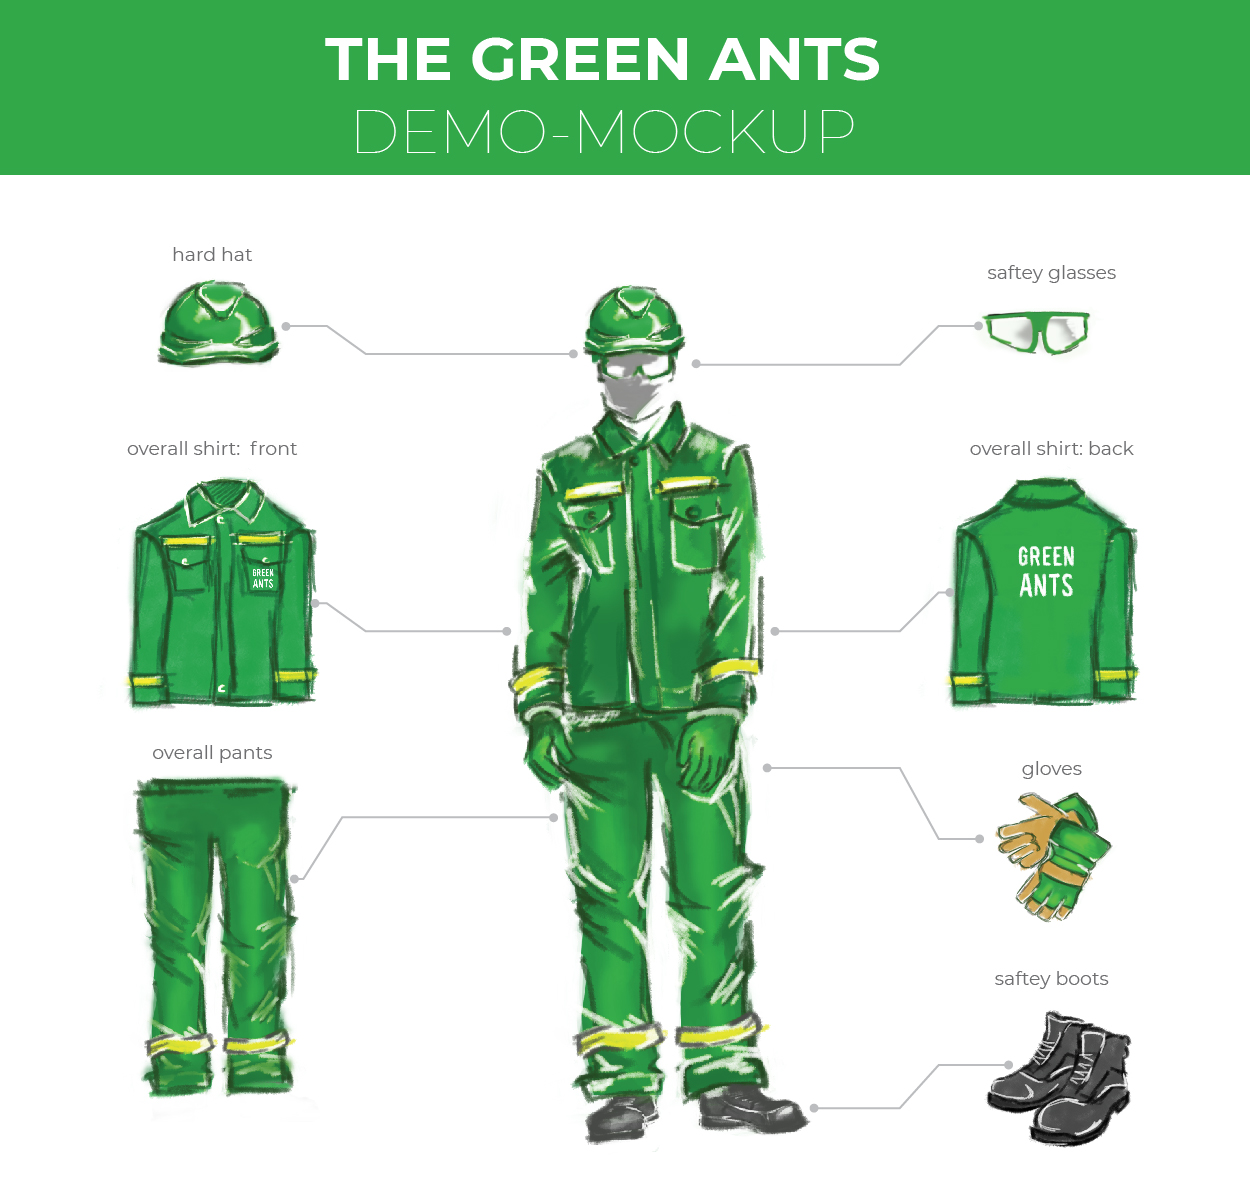 THE GREEN ANTS
DEMO-MOCKUP
hard hat
saftey glasses
overall shirt: front
overall shirt: back
GREEN
ANTS
GREEN
ANTS
overall pants
gloves
saftey boots